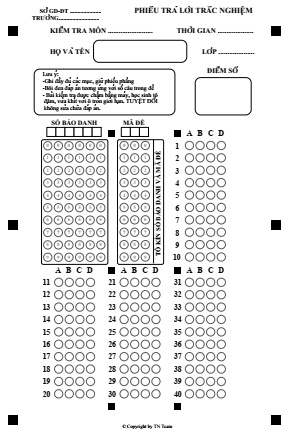 SỞ GD-ĐT ....................
TRƯỜNG.........................
PHIẾU TRẢ LỜI TRẮC NGHIỆM
KIỂM TRA MÔN ........................
THỜI GIAN ...................
HỌ VÀ TÊN
LỚP ...................
Lưu ý:
-Ghi đầy đủ các mục, giữ phiếu phẳng
-Bôi đen đáp án tương ứng với số câu trong đề
- Bài kiểm tra được chấm bằng máy, học sinh tô
đậm, vừa khít với ô tròn giới hạn. TUYỆT ĐỐI
không sửa chữa đáp án.
ĐIỂM SỐ
SỐ BÁO DANH
MÃ ĐỀ
TÔ KÍN SỐ BÁO DANH VÀ MÃ ĐỀ
A B C D
1
2
3
4
5
6
7
8
9
10
A B C D
11
12
13
14
15
16
17
18
19
20
A B C D
21
22
23
24
25
26
27
28
29
30
A B C D
31
32
33
34
35
36
37
38
39
40
© Copyright by TN Team